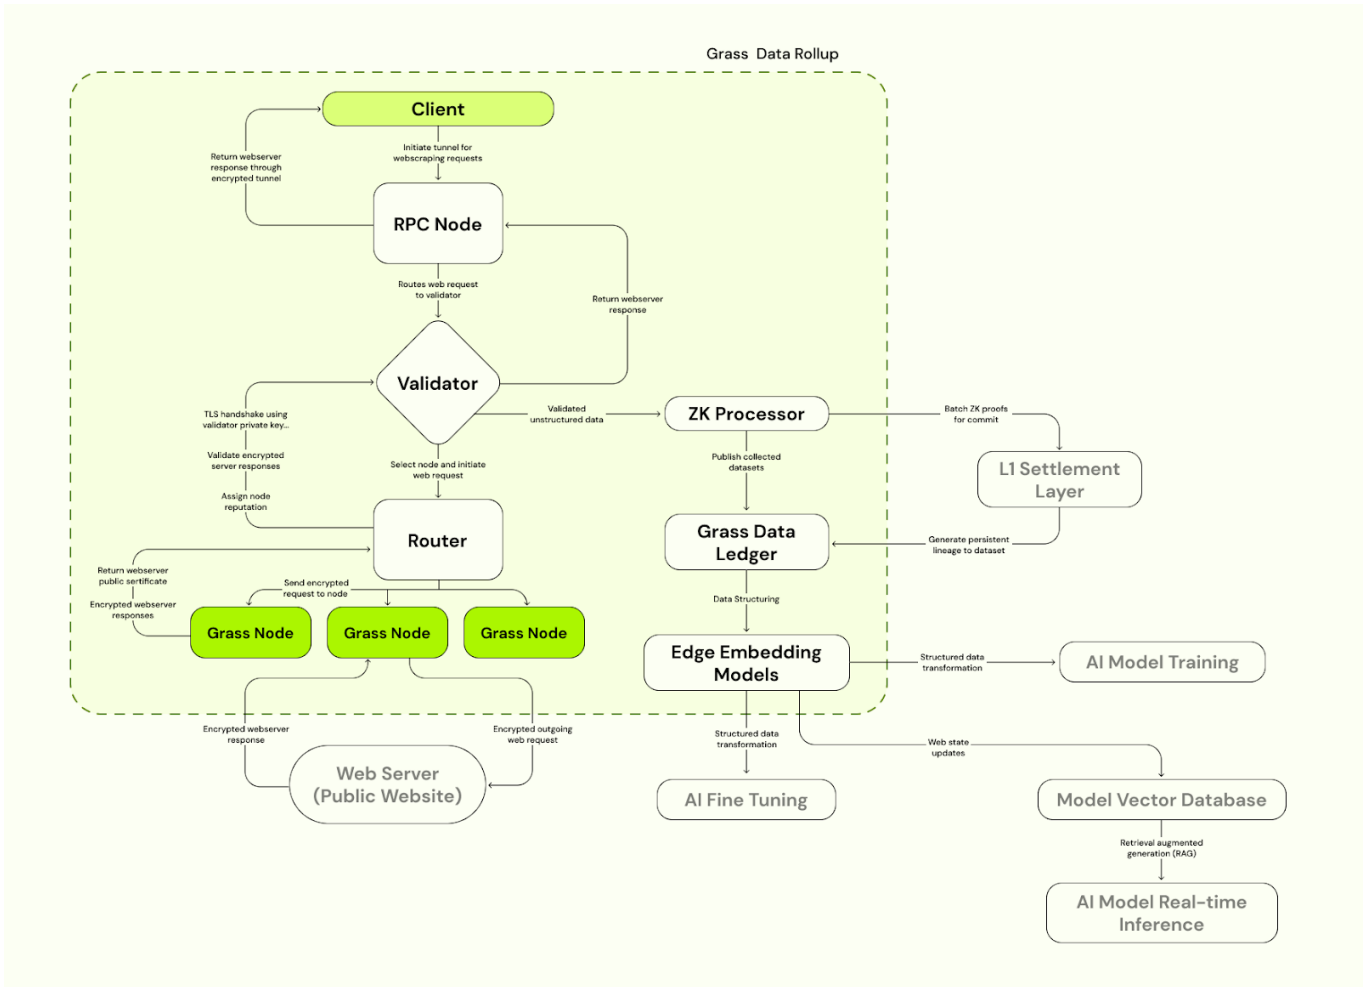 Grass Data Rollup
Client
Initiate tunnel for
webscraping requests
Return webserver
response through
encrypted tunnel
RPC Node
Routes web request
to validator
Return webserver
response
Validator
TLS handshake using
validator private key...
Validate encrypted
server responses
Assign node
reputation
Validated
unstructured data
ZK Processor
Batch ZK proofs
for commit
Select node and initiate
web request
Publish collected
datasets
L1 Settlement
Layer
Router
Grass Data
Ledger
Generate persistent
lineage to dataset
Return webserver
public sertificate
Encrypted webserver
responses
Send encrypted
request to node
Data Structuring
Grass Node
Grass Node
Grass Node
Edge Embedding
Models
Structured data
transformation
AI Model Training
Encrypted webserver
response
Encrypted outgoing
web request
Structured data
transformation
Web state
updates
Web Server
(Public Website)
AI Fine Tuning
Model Vector Database
Retrieval augmented
generation (RAG)
AI Model Real-time
Inference